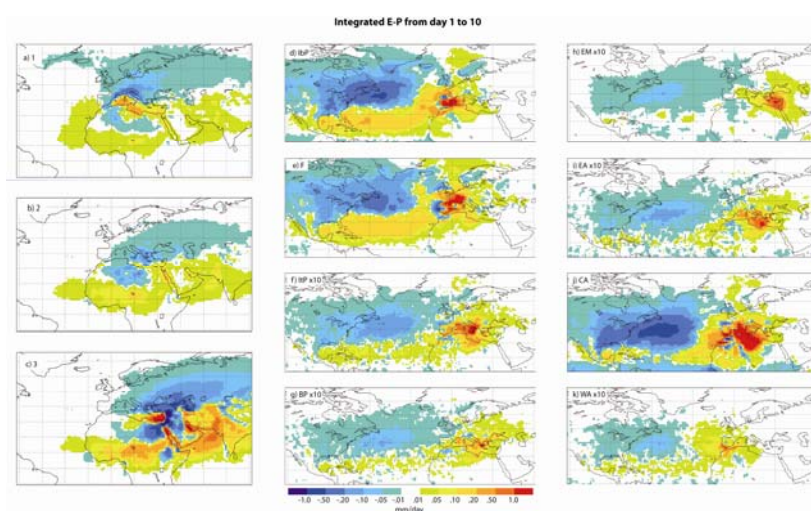 Integrated E-P from day 1 to 10
a) 1
b) 2
c) 3
d) IbP
e) F
f) ItP x10
g) BP x10
h) EM x10
i) EA x10
j) CA
k) WA x10
-1.0 -.50 -.20 -.10 -.05 -.01 .01 .05 .10 .20 .50 1.0
mm/day